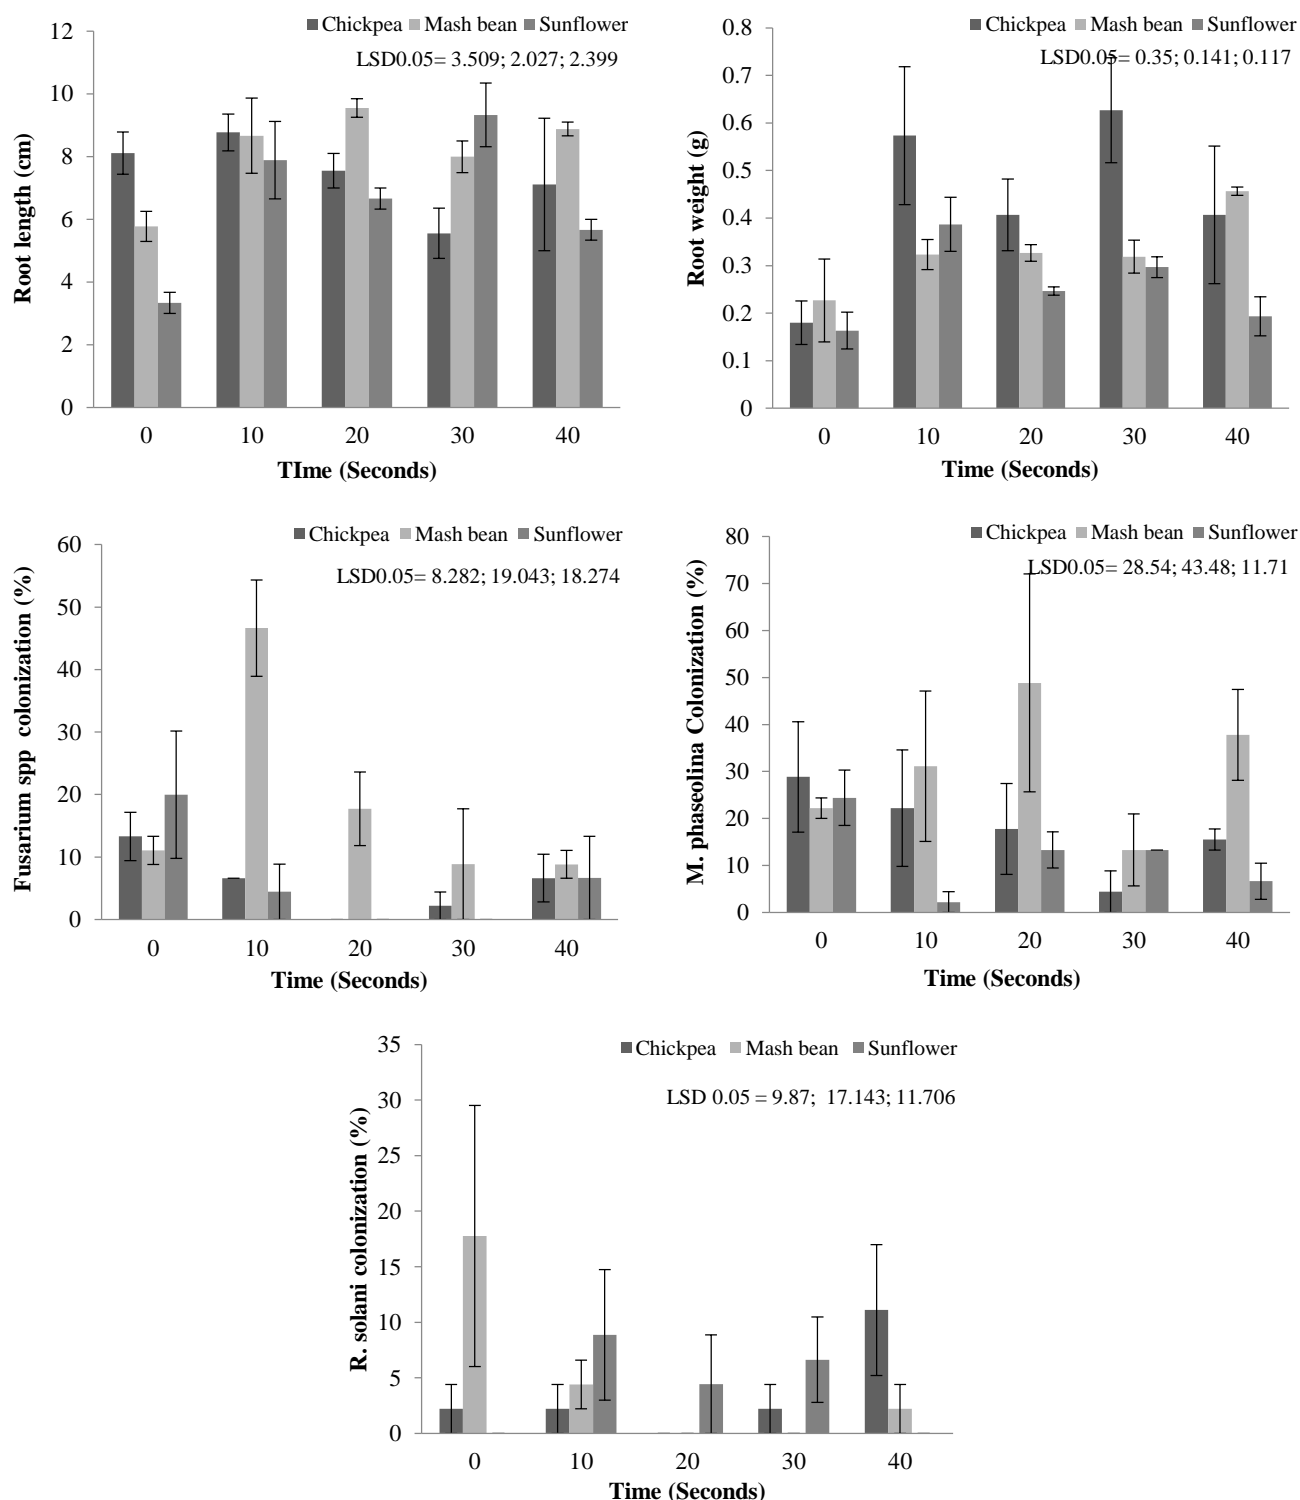 Chickpea Mash bean Sunflower
LSD0.05= 3.509; 2.027; 2.399
Root length (cm)
12
10
8
6
4
2
0
0 10 20 30 40
TIme (Seconds)
Chickpea Mash bean Sunflower
LSD0.05= 0.35; 0.141; 0.117
Root weight (g)
0.8
0.7
0.6
0.5
0.4
0.3
0.2
0.1
0
0 10 20 30 40
Time (Seconds)
Chickpea Mash bean Sunflower
LSD0.05= 8.282; 19.043; 18.274
Fusarium spp colonization (%)
60
50
40
30
20
10
0
0 10 20 30 40
Time (Seconds)
Chickpea Mash bean Sunflower
LSD0.05= 28.54; 43.48; 11.71
M. phaseolina Colonization (%)
80
70
60
50
40
30
20
10
0
0 10 20 30 40
Time (Seconds)
Chickpea Mash bean Sunflower
LSD 0.05 = 9.87; 17.143; 11.706
R. solani colonization (%)
35
30
25
20
15
10
5
0
0 10 20 30 40
Time (Seconds)